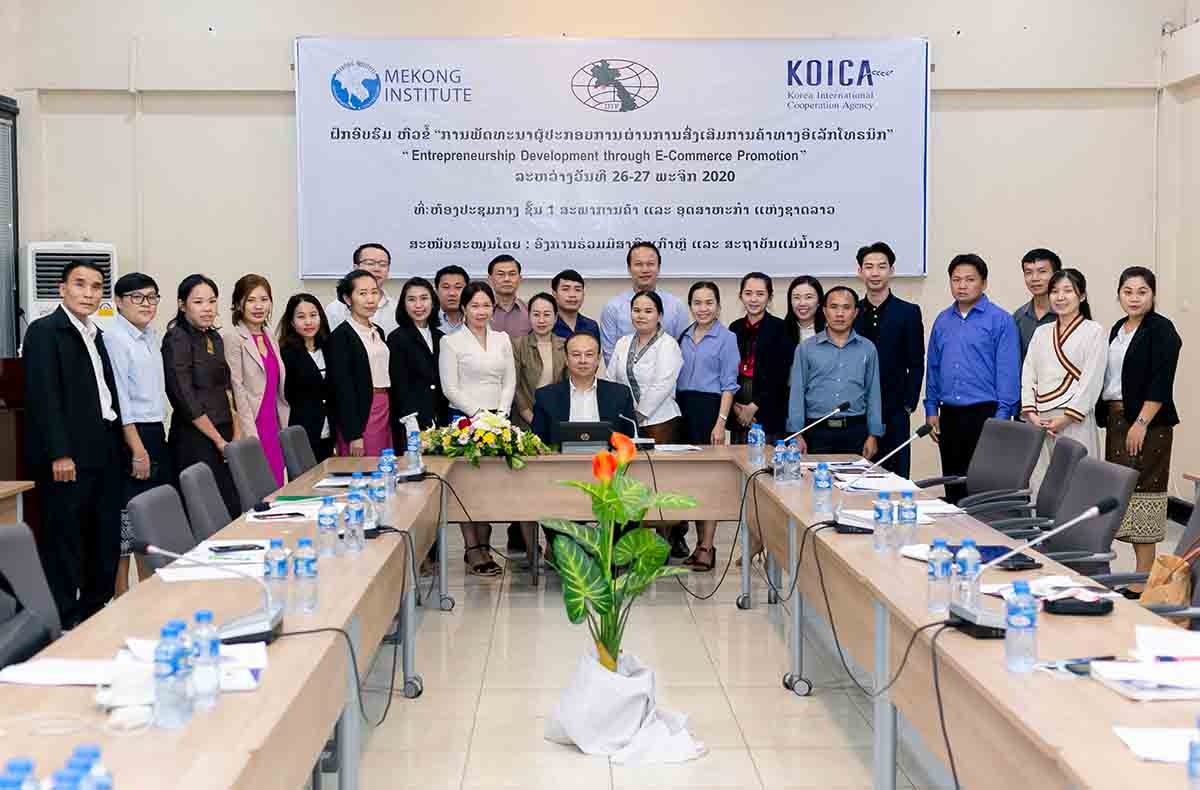 MEKONG
INSTITUTE
KOICA
Korea International
Cooperation Agency
ຝຶກອົບຮົມ ຫົວຂໍ້ “ການພັດທະນາຜູ້ປະກອບການຜ່ານການສົ່ງເສີມການຄ້າທາງອີເລັກໂທຣນິກ”
“ Entrepreneurship Development through E-Commerce Promotion ”
ລະຫວ່າງວັນທີ 26-27 ພະຈິກ 2020
ທີ່:ຫ້ອງປະຊຸມກາງ ຊັ້ນ 1 ສະພາການຄ້າ ແລະ ອຸດສາຫະກຳ ແຫ່ງຊາດລາວ
ສະໜັບສະໜູນໂດຍ : ອົງການຮ່ວມມືສາກົນເກົາຫຼີ ແລະ ສະຖາບັນແມ່ນ້ຳຂອງ